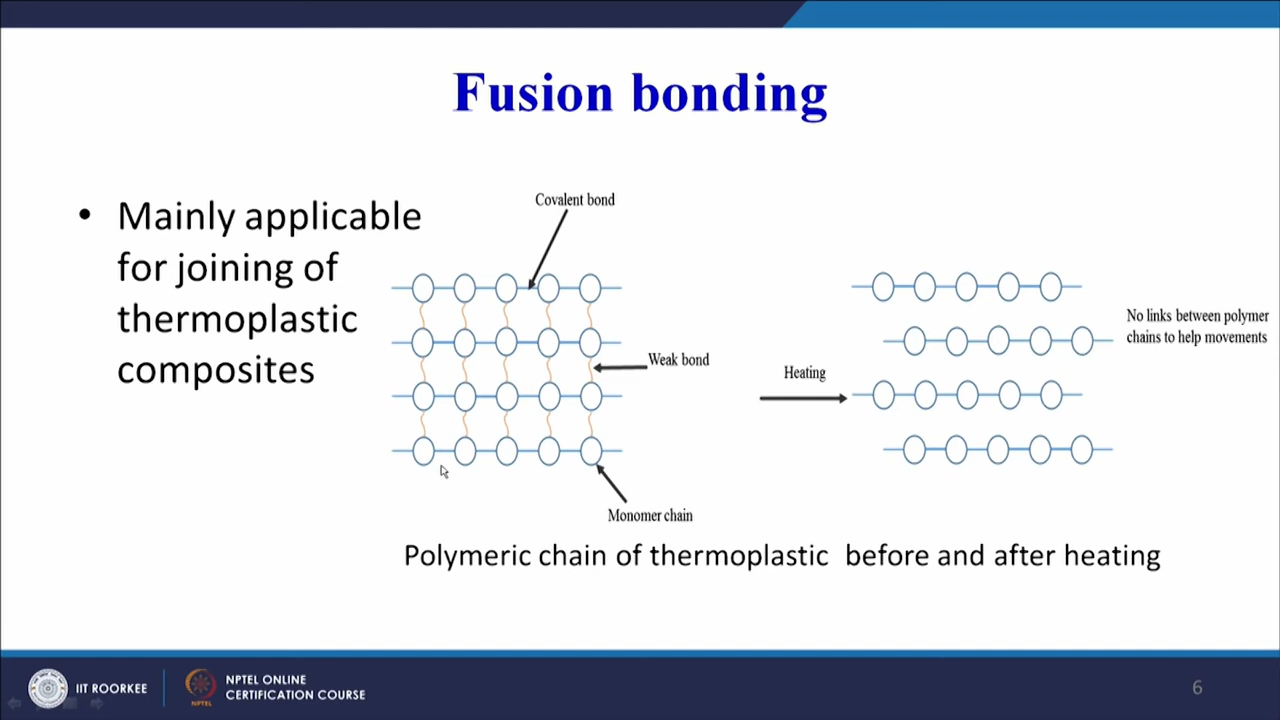 Fusion bonding
• Mainly applicable
for joining of
thermoplastic
composites
Covalent bond
Weak bond
Monomer chain
Heating
No links between polymer
chains to help movements
Polymeric chain of thermoplastic before and after heating
IIT ROORKEE
NPTEL
NPTEL ONLINE
CERTIFICATION COURSE
6